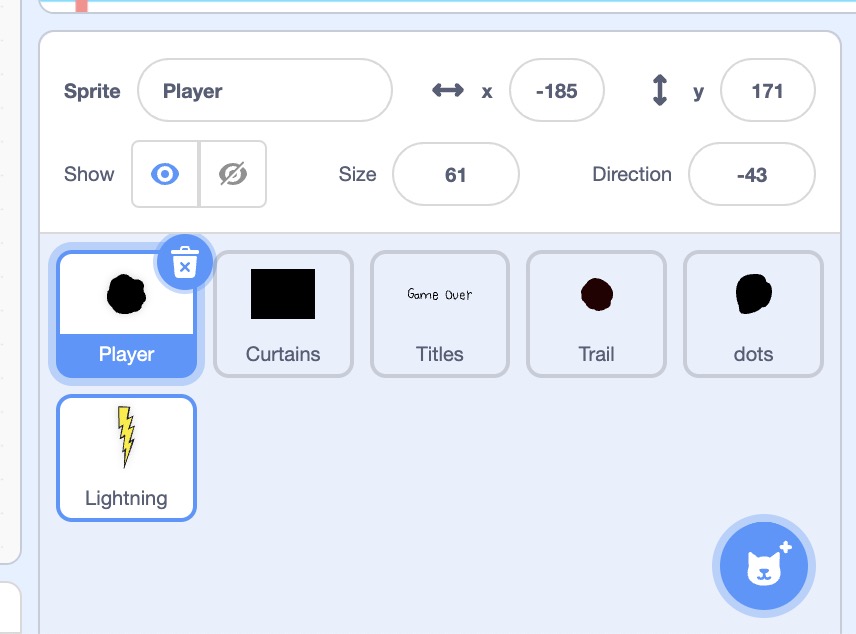 Sprite Player x -185 y 171
Show Size 61 Direction -43
Game Over
Player Curtains Titles Trail dots
Lightning